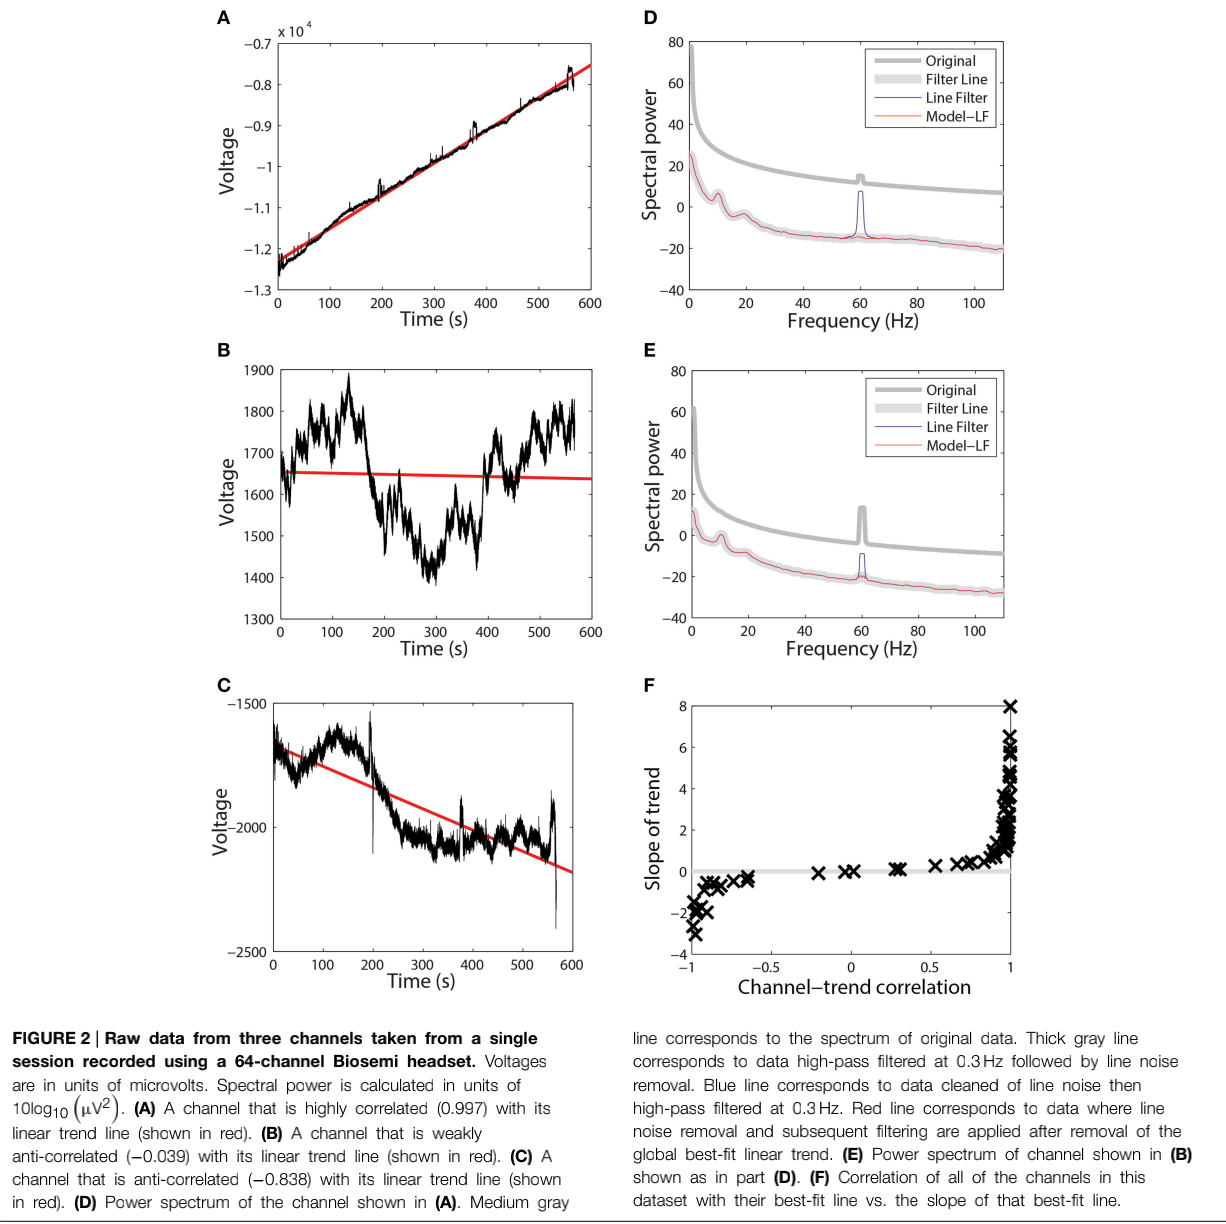 A
x 10 4
−0.7
−0.8
−0.9
−1
−1.1
−1.2
−1.3
0 100 200 300 400 500 600
Voltage
Time (s)
D
80
60
40
20
0
−20
−40
0 20 40 60 80 100
Spectral power
Frequency (Hz)
Original
Filter Line
Line Filter
Model−LF
B
1900
1800
1700
1600
1500
1400
1300
0 100 200 300 400 500 600
Voltage
Time (s)
E
80
60
40
20
0
−20
−40
0 20 40 60 80 100
Spectral power
Frequency (Hz)
Original
Filter Line
Line Filter
Model−LF
C
−1500
−2000
−2500
0 100 200 300 400 500 600
Voltage
Time (s)
F
8
6
4
2
0
−2
−4
−1 −0.5 0 0.5 1
Slope of trend
Channel−trend correlation
FIGURE 2 | Raw data from three channels taken from a single
session recorded using a 64-channel Biosemi headset. Voltages
are in units of microvolts. Spectral power is calculated in units of
10log10 (μV2). (A) A channel that is highly correlated (0.997) with its
linear trend line (shown in red). (B) A channel that is weakly
anti-correlated (−0.039) with its linear trend line (shown in red). (C) A
channel that is anti-correlated (−0.838) with its linear trend line (shown
in red). (D) Power spectrum of the channel shown in (A). Medium gray
line corresponds to the spectrum of original data. Thick gray line
corresponds to data high-pass filtered at 0.3 Hz followed by line noise
removal. Blue line corresponds to data cleaned of line noise then
high-pass filtered at 0.3 Hz. Red line corresponds to data where line
noise removal and subsequent filtering are applied after removal of the
global best-fit linear trend. (E) Power spectrum of channel shown in (B)
shown as in part (D). (F) Correlation of all of the channels in this
dataset with their best-fit line vs. the slope of that best-fit line.